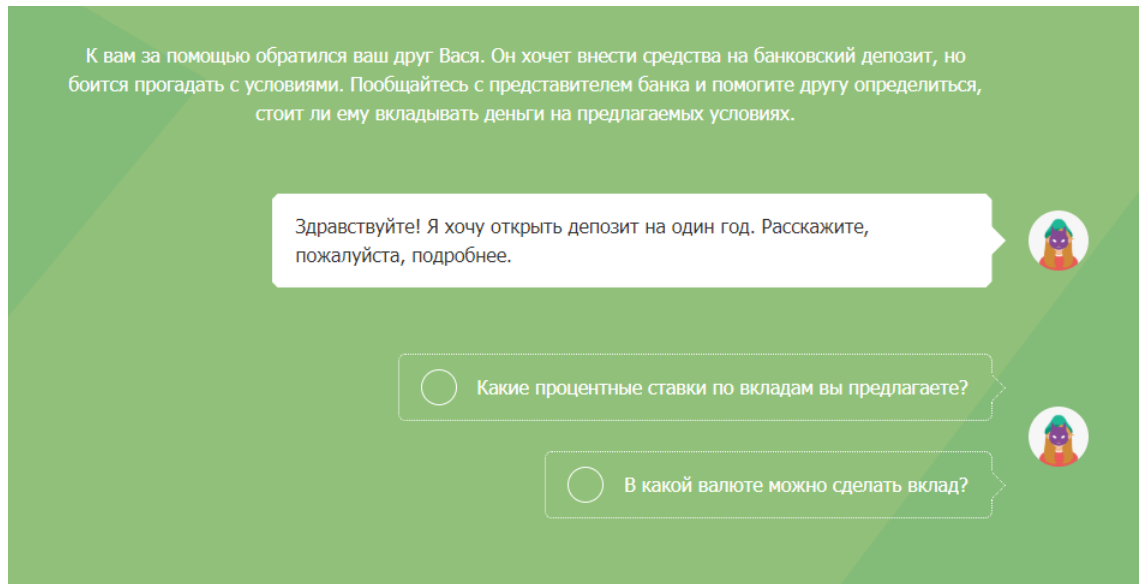 К вам за помощью обратился ваш друг Вася. Он хочет внести средства на банковский депозит, но
боится прогадать с условиями. Пообщайтесь с представителем банка и помогите другу определиться,
стоит ли ему вкладывать деньги на предлагаемых условиях.
Здравствуйте! Я хочу открыть депозит на один год. Расскажите,
пожалуйста, подробнее.
Какие процентные ставки по вкладам вы предлагаете?
В какой валюте можно сделать вклад?